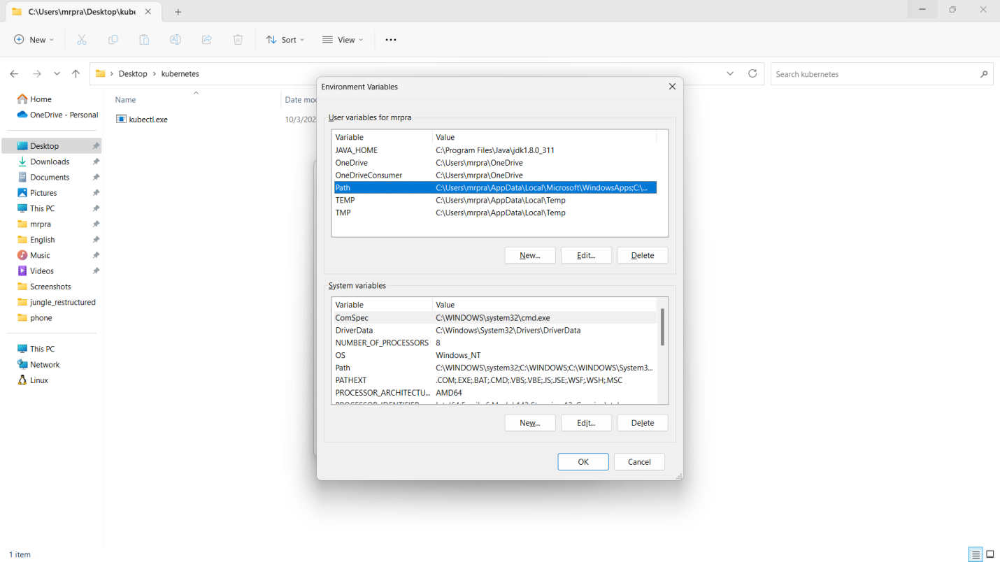 C:\Users\mrpra\Desktop\kube
New
Sort
View
Desktop
kubernetes
Search kubernetes
Home
OneDrive - Personal
Desktop
Downloads
Documents
Pictures
This PC
mrpra
English
Music
Videos
Screenshots
jungle_restructured
phone
This PC
Network
Linux
Name
Date mo
kubectl.exe
10/3/202
Environment Variables
User variables for mrpra
Variable Value
JAVA_HOME C:\Program Files\Java\jdk1.8.0_311
OneDrive C:\Users\mrpra\OneDrive
OneDriveConsumer C:\Users\mrpra\OneDrive
Path C:\Users\mrpra\AppData\Local\Microsoft\WindowsApps;C:\...
TEMP C:\Users\mrpra\AppData\Local\Temp
TMP C:\Users\mrpra\AppData\Local\Temp
New... Edit... Delete
System variables
Variable Value
ComSpec C:\WINDOWS\system32\cmd.exe
DriverData C:\Windows\System32\Drivers\DriverData
NUMBER_OF_PROCESSORS 8
OS Windows_NT
Path C:\WINDOWS\system32;C:\WINDOWS;C:\WINDOWS\System3...
PATHEXT .COM;.EXE;.BAT;.CMD;.VBS;.VBE;.JS;.JSE;.WSF;.WSH;.MSC
PROCESSOR_ARCHITECTU... AMD64
New... Edit... Delete
OK Cancel
1 item